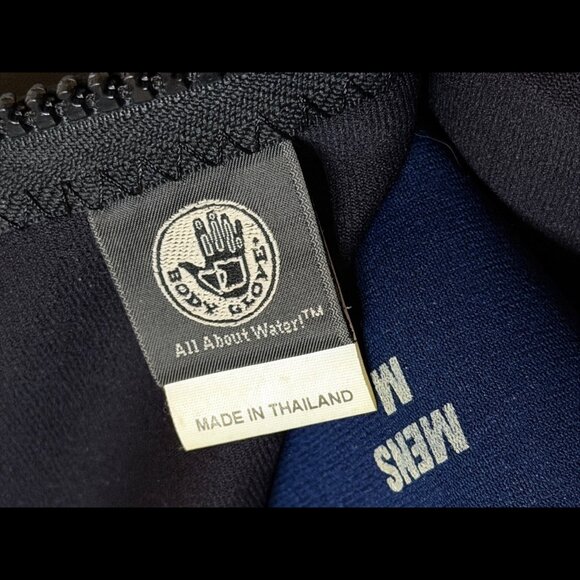 BODY GLOVE
All About Water!™
MADE IN THAILAND
MENS
M